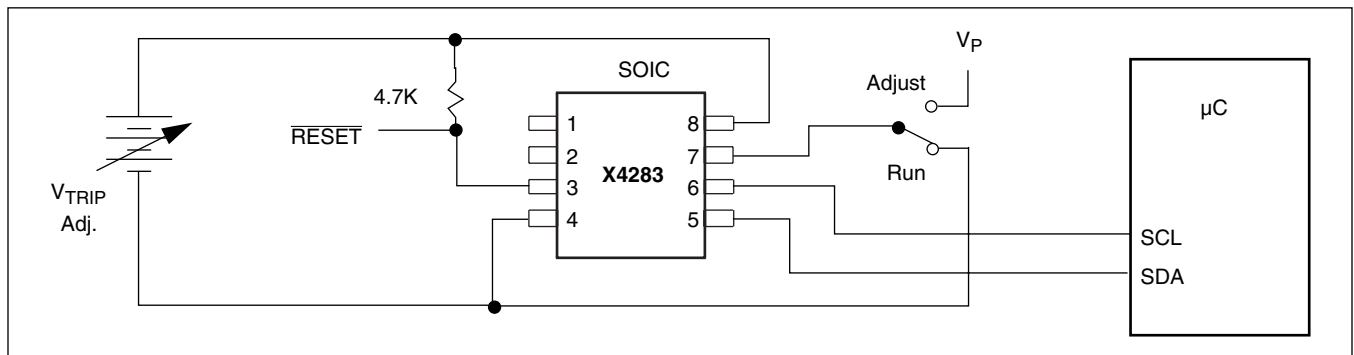 V_P
SOIC
Adjust
4.7K
µC
1
8
RESET
2
7
X4283
Run
3
6
V_TRIP
Adj.
4
5
SCL
SDA